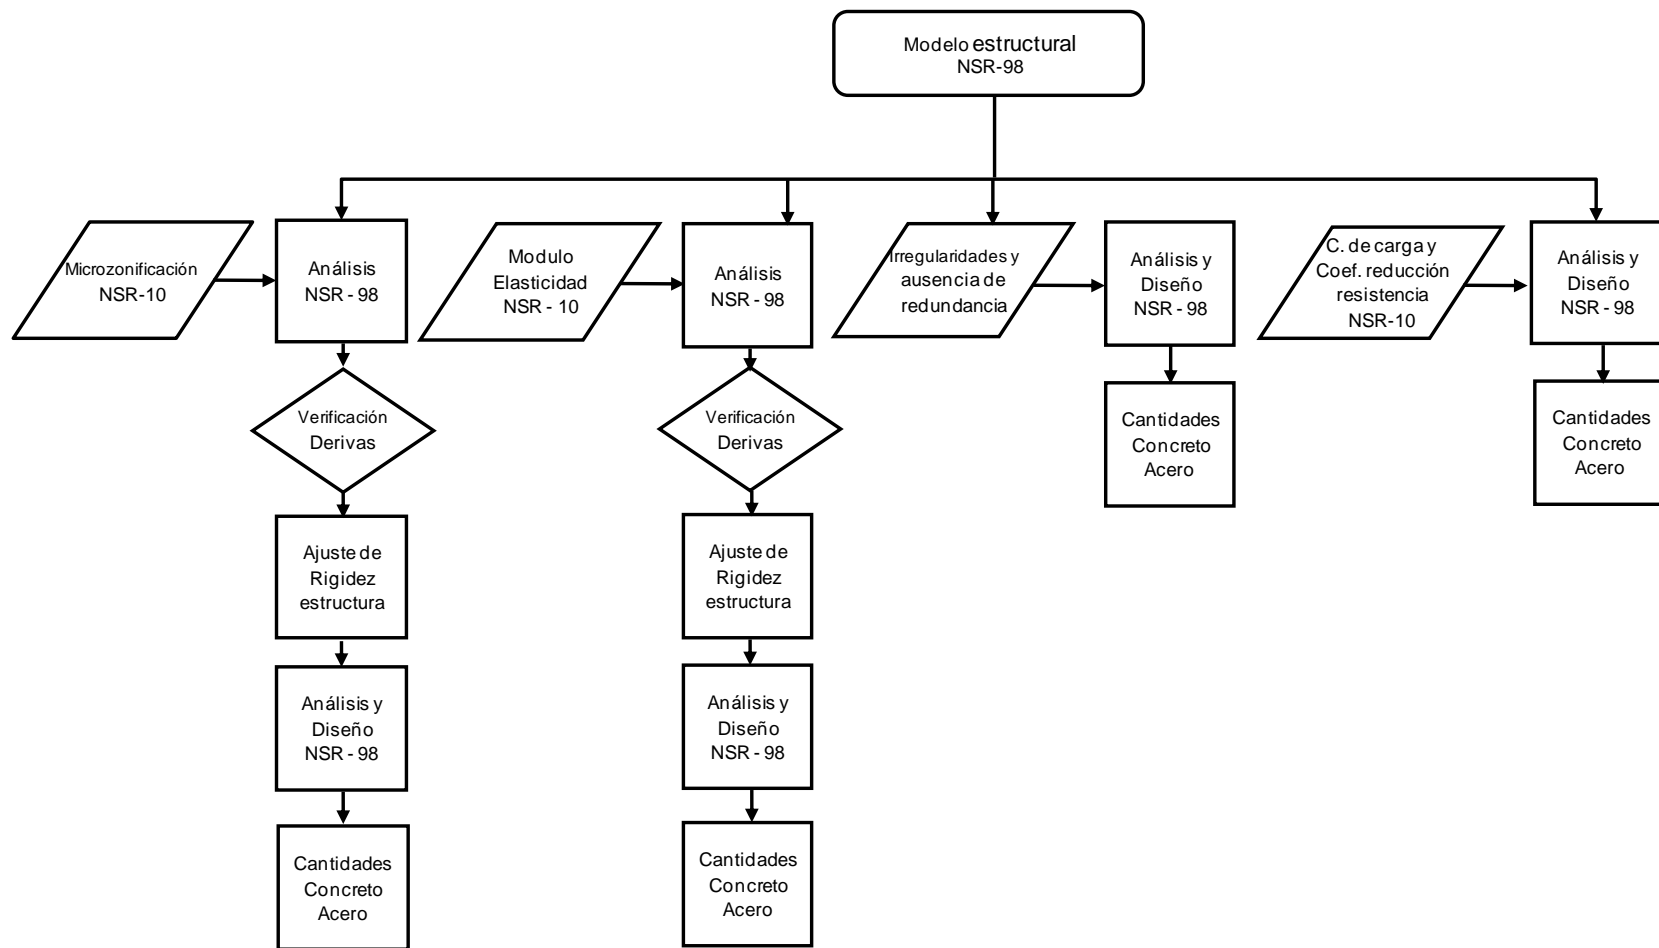 Modelo estructural
NSR-98
Microzonificación
NSR-10
Análisis
NSR - 98
Verificación
Derivas
Ajuste de
Rigidez
estructura
Análisis y
Diseño
NSR - 98
Cantidades
Concreto
Acero
Modulo
Elasticidad
NSR - 10
Análisis
NSR - 98
Verificación
Derivas
Ajuste de
Rigidez
estructura
Análisis y
Diseño
NSR - 98
Cantidades
Concreto
Acero
Irregularidades y
ausencia de
redundancia
Análisis y
Diseño
NSR - 98
Cantidades
Concreto
Acero
C. de carga y
Coef. reducción
resistencia
NSR-10
Análisis y
Diseño
NSR - 98
Cantidades
Concreto
Acero